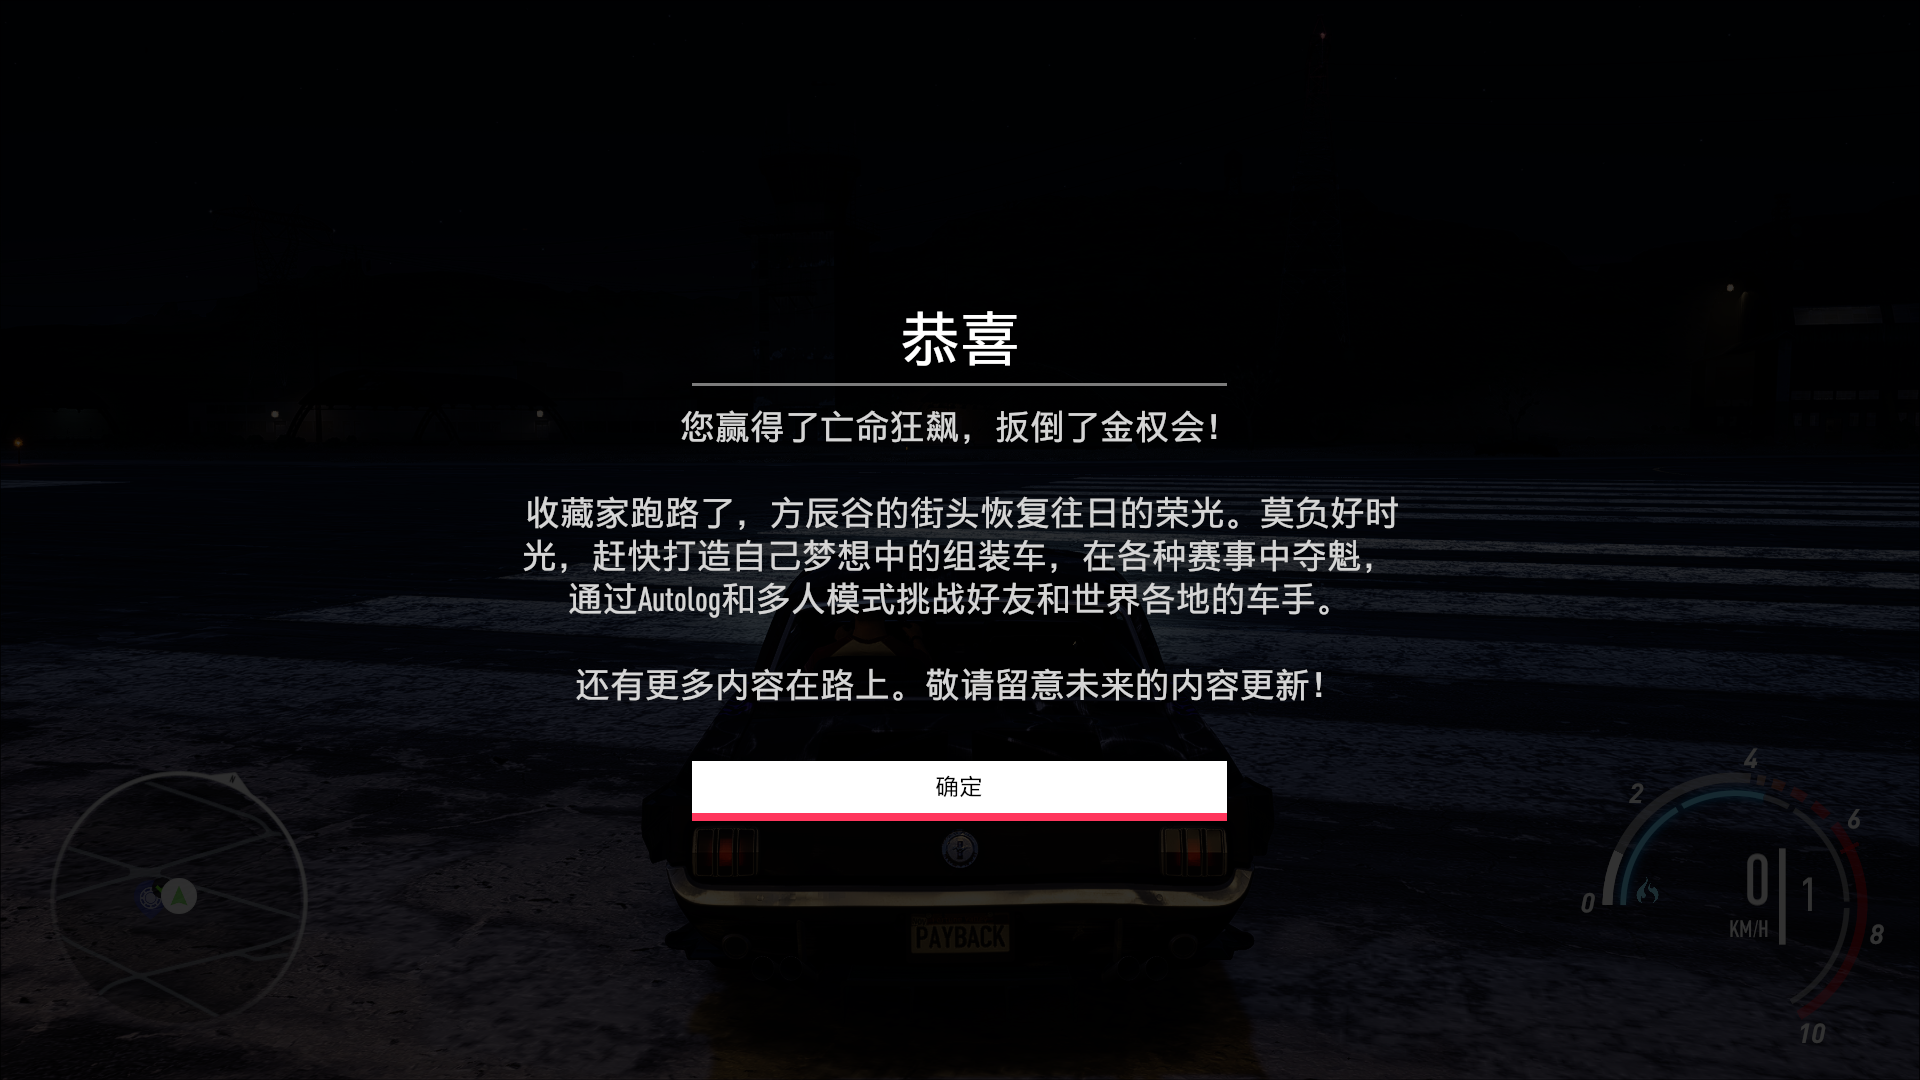 恭喜
您赢得了亡命狂飙，扳倒了金权会！
收藏家跑路了，方辰谷的街头恢复往日的荣光。莫负好时
光，赶快打造自己梦想中的组装车，在各种赛事中夺魁，
通过Autolog和多人模式挑战好友和世界各地的车手。
还有更多内容在路上。敬请留意未来的内容更新！
确定
PAYBACK
0
2
4
6
8
10
0
1
KM/H